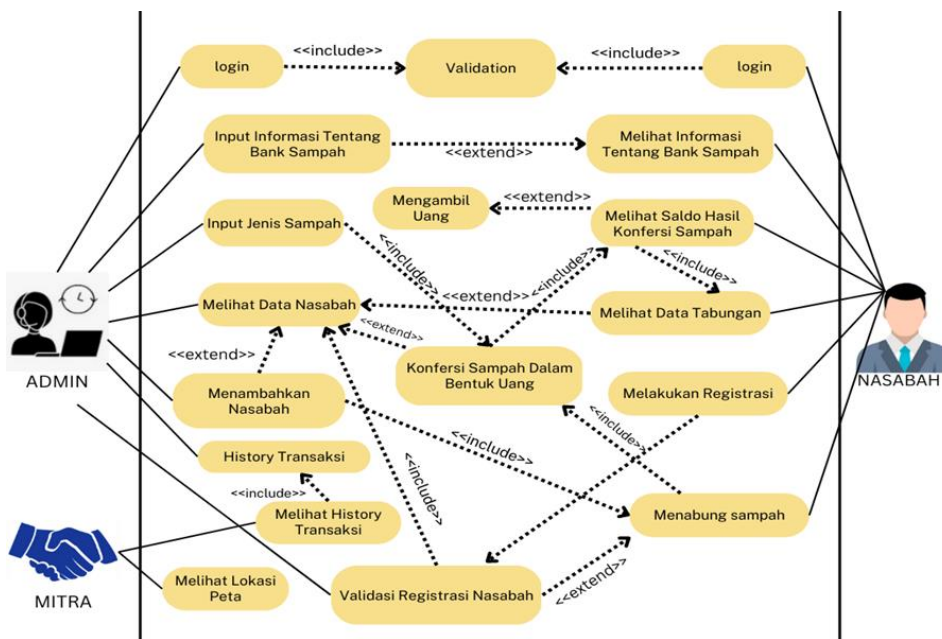 <<include>>
<<include>>
login
Validation
login
Input Informasi Tentang
Bank Sampah
<<extend>>
Melihat Informasi
Tentang Bank Sampah
Mengambil
Uang
<<extend>>
Melihat Saldo Hasil
Konfersi Sampah
Input Jenis Sampah
<<include>>
<<include>>
<<include>>
Melihat Data Nasabah
<<extend>>
Melihat Data Tabungan
<<extend>>
<<extend>>
ADMIN
Konfersi Sampah Dalam
Bentuk Uang
NASABAH
Menambahkan
Nasabah
Melakukan Registrasi
<<include>>
<<include>>
History Transaksi
<<include>>
<<include>>
Melihat History
Transaksi
Menabung sampah
Melihat Lokasi
Peta
MITRA
Validasi Registrasi Nasabah
<<extend>>